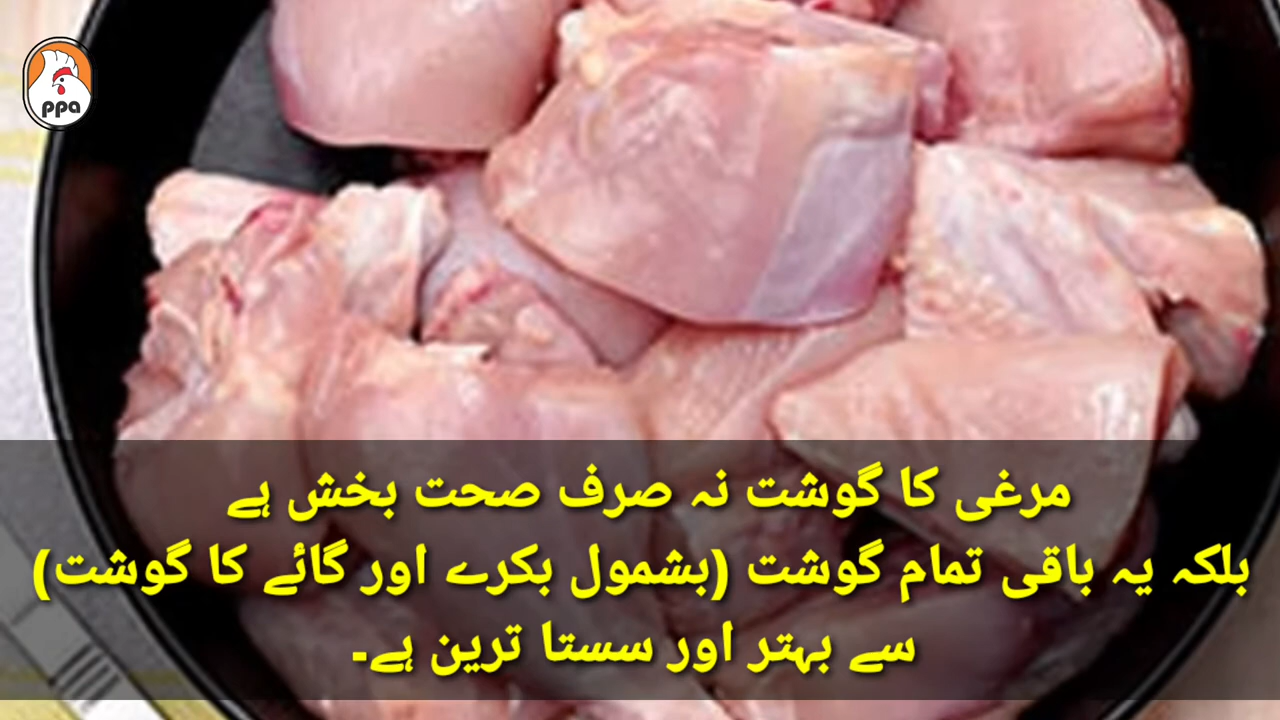 ppa
مرغی کا گوشت نہ صرف صحت بخش ہے
بلکہ یہ باقی تمام گوشت (بشمول بکرے اور گائے کا گوشت)
سے بہتر اور سستا ترین ہے۔